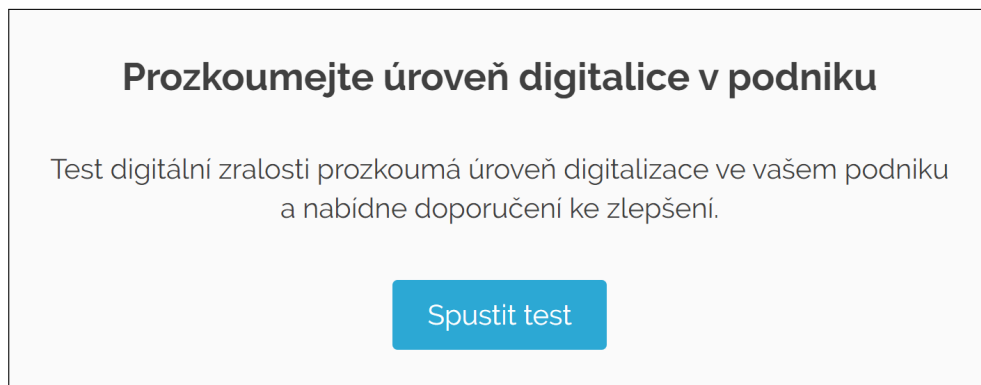 Prozkoumejte úroveň digitalice v podniku
Test digitální zralosti prozkoumá úroveň digitalizace ve vašem podniku
a nabídne doporučení ke zlepšení.
Spustit test